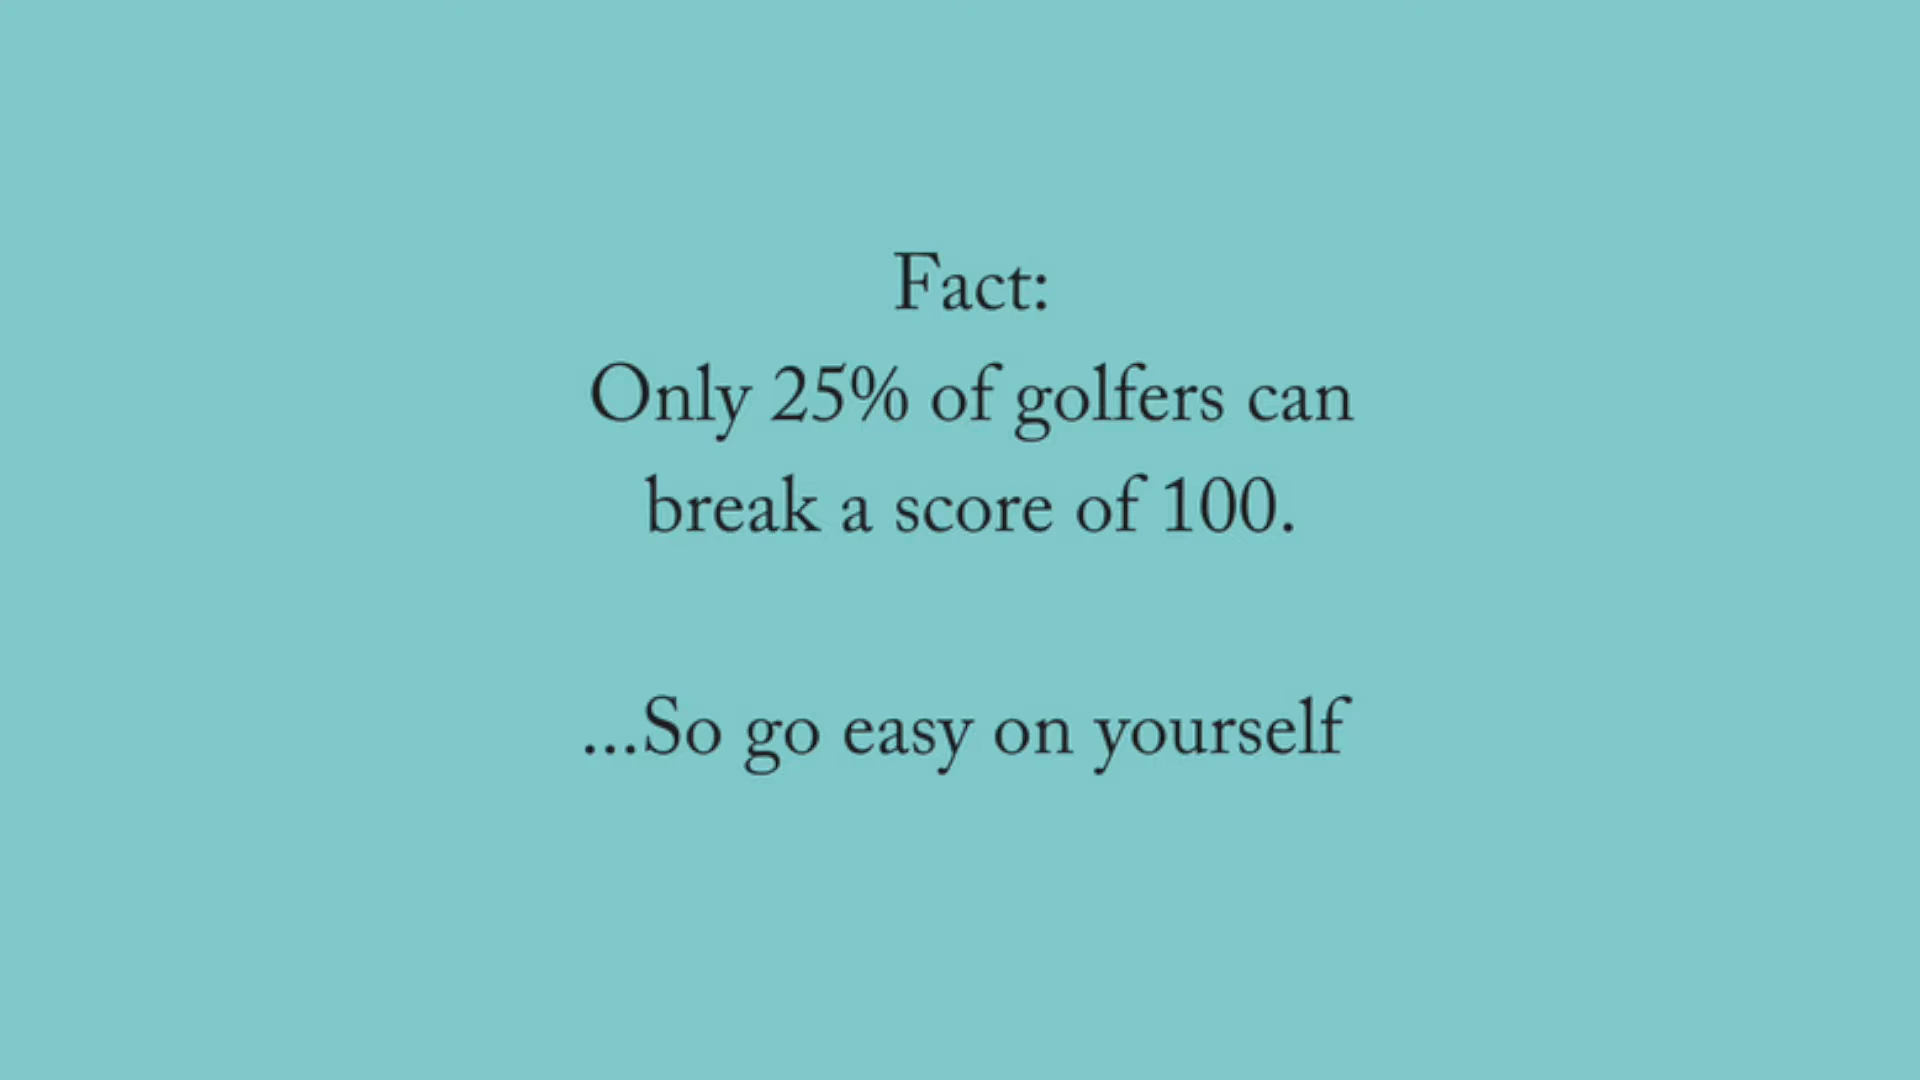 Fact:
Only 25% of golfers can
break a score of 100.
...So go easy on yourself